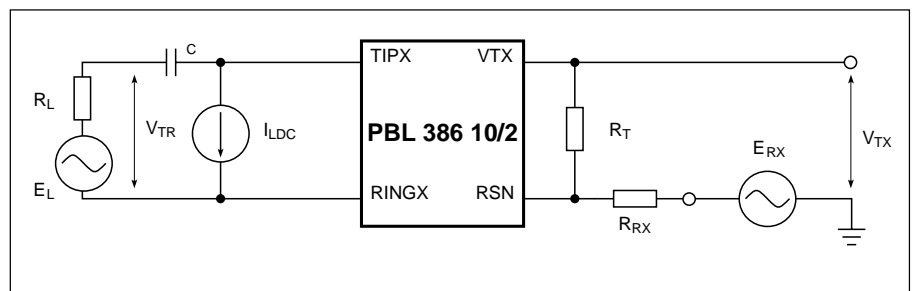 C
TIPX VTX
R_L
V_TR
I_LDC
PBL 386 10/2
R_T
E_RX
V_TX
E_L
RINGX RSN
R_RX